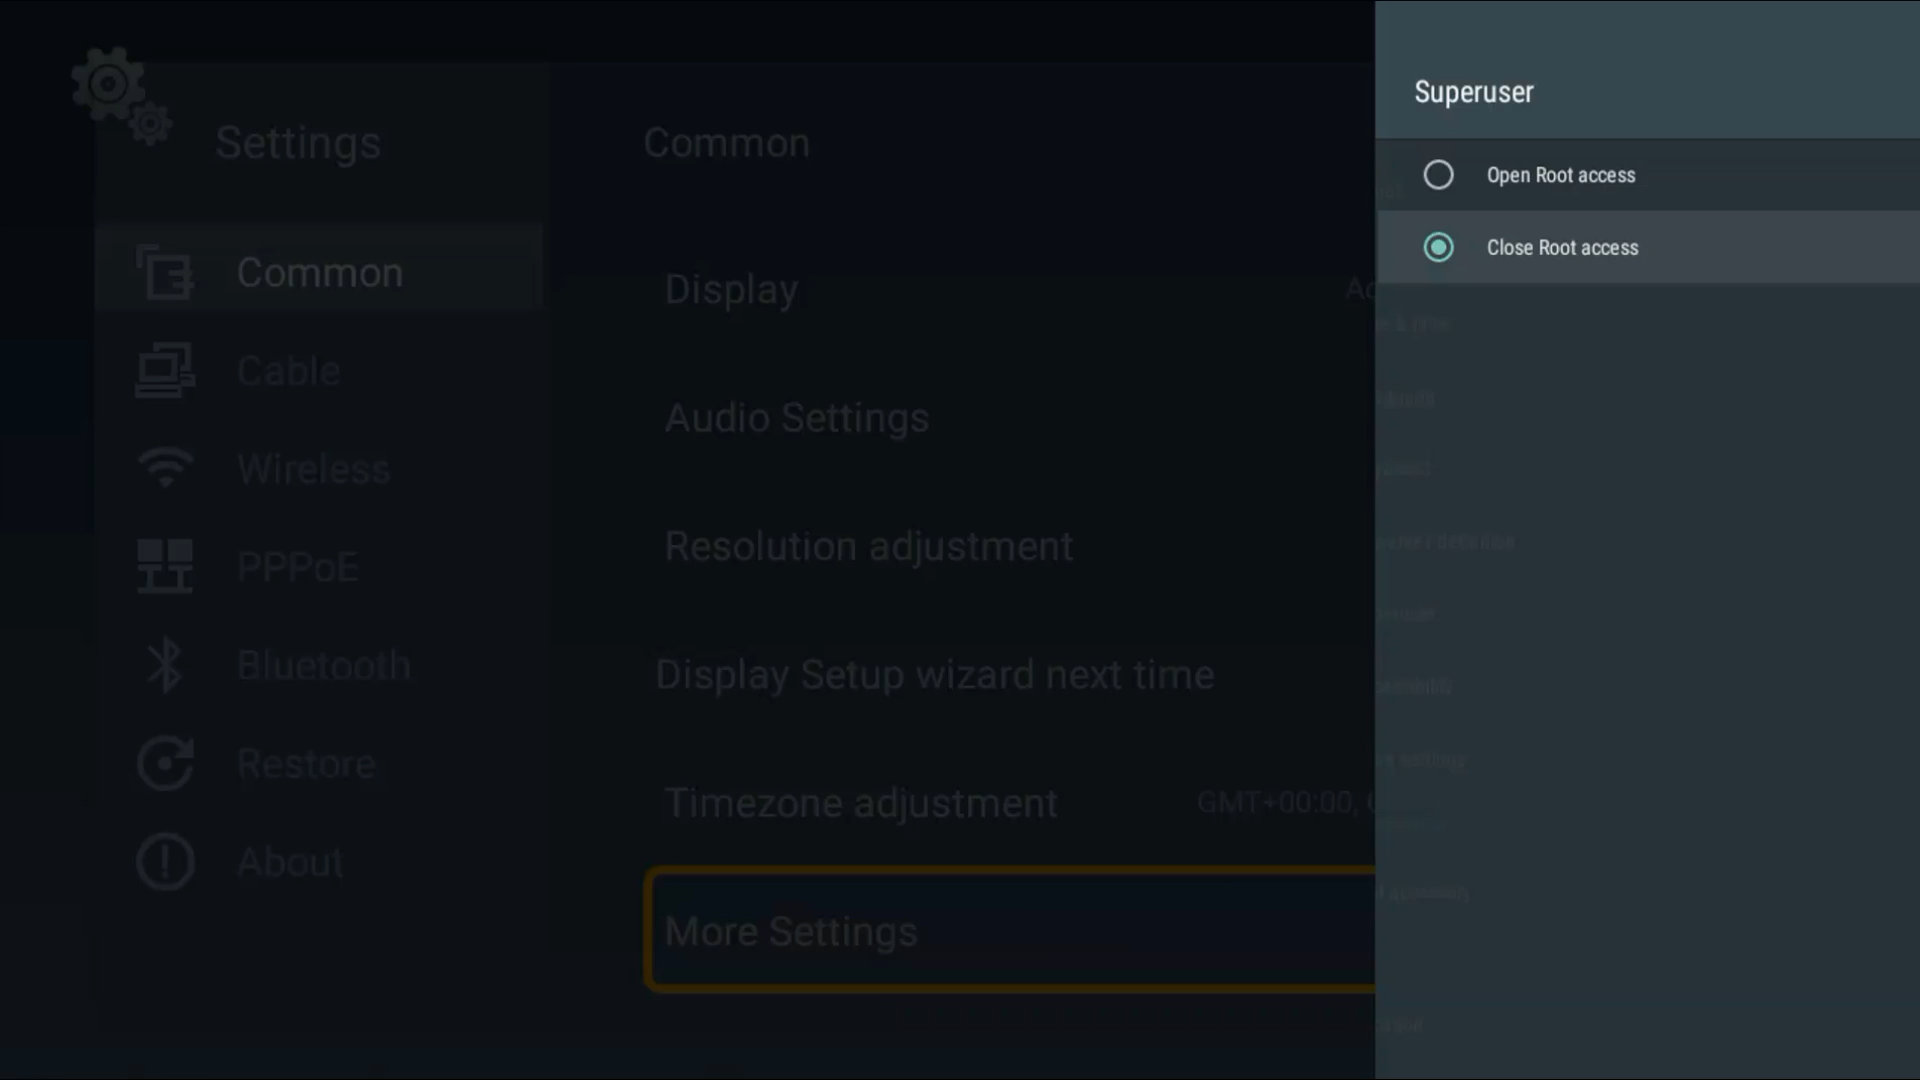 Settings
Common
Cable
Wireless
PPPoE
Bluetooth
Restore
About
Common
Display
Audio Settings
Resolution adjustment
Display Setup wizard next time
Timezone adjustment
GMT+00:00,
More Settings
Superuser
Open Root access
Close Root access